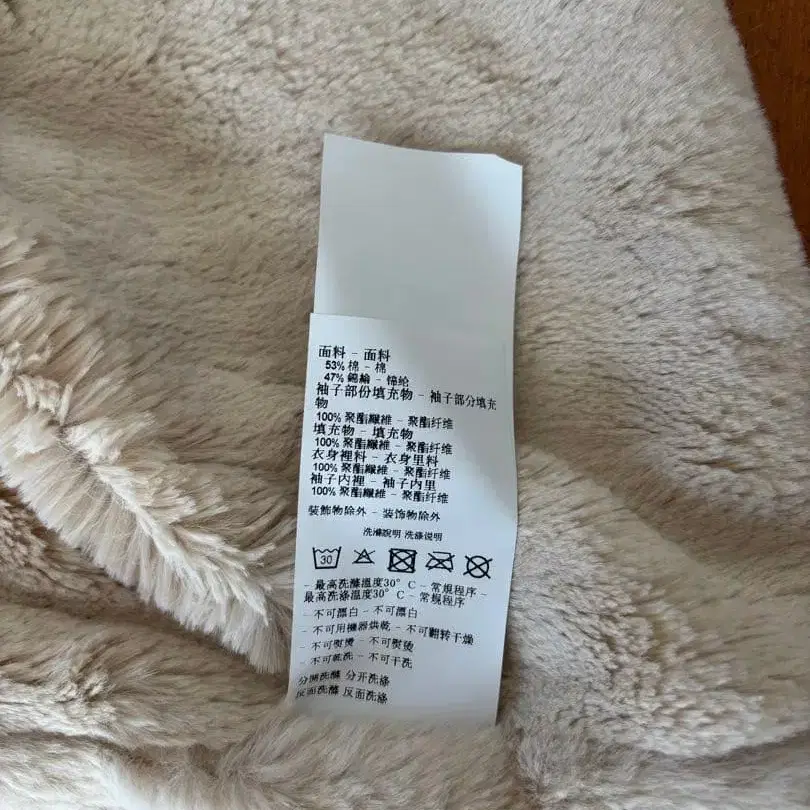 面料 - 面料
53% 棉 - 棉
47% 錦綸 - 锦纶
袖子部份填充物 - 袖子部分填充
物
100% 聚酯纖維 - 聚酯纤维
填充物 - 填充物
100% 聚酯纖維 - 聚酯纤维
衣身裡料 - 衣身里料
100% 聚酯纖維 - 聚酯纤维
袖子内裡 - 袖子内里
100% 聚酯纖維 - 聚酯纤维
裝飾物除外 - 装饰物除外
洗滌說明 洗涤说明
30
- 最高洗滌溫度30° C - 常規程序 -
最高洗涤温度30° C - 常规程序
- 不可漂白 - 不可漂白
- 不可用機器烘乾 - 不可翻转干燥
- 不可熨燙 - 不可熨烫
- 不可乾洗 - 不可干洗
分開洗滌 分开洗涤
反面洗滌 反面洗涤